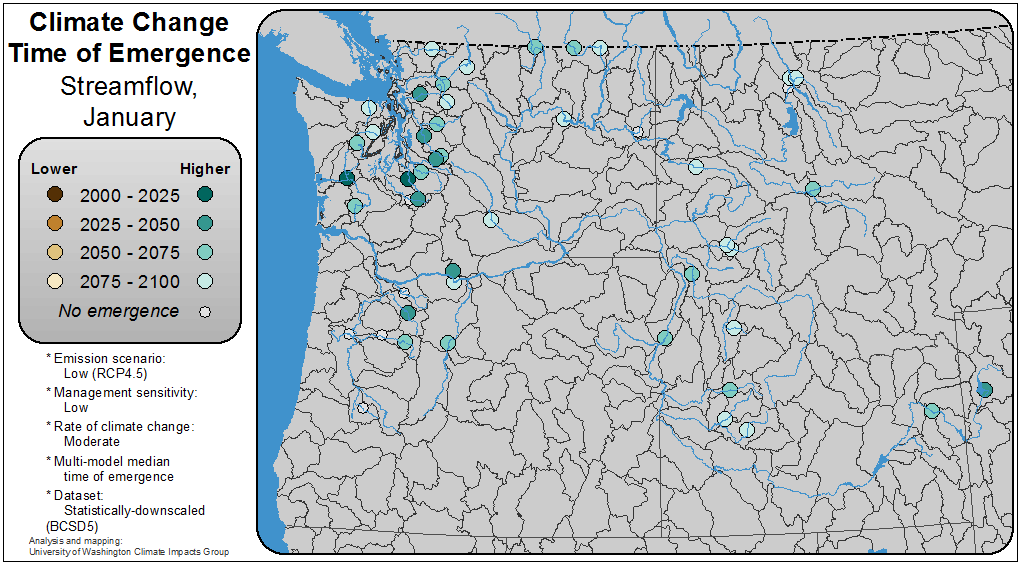 Climate Change
Time of Emergence
Streamflow,
January
Lower Higher
2000 - 2025
2025 - 2050
2050 - 2075
2075 - 2100
No emergence
* Emission scenario:
Low (RCP4.5)
* Management sensitivity:
Low
* Rate of climate change:
Moderate
* Multi-model median
time of emergence
* Dataset:
Statistically-downscaled
(BCSD5)
Analysis and mapping:
University of Washington Climate Impacts Group